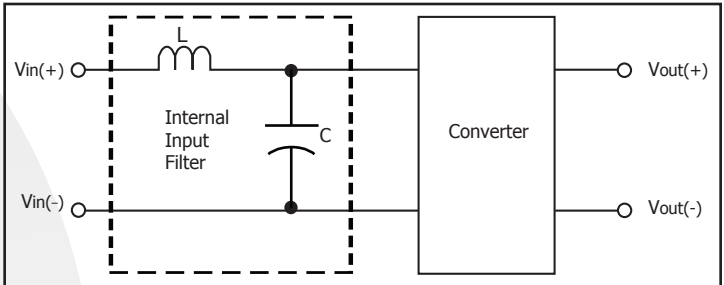 L
Vin(+)
Vout(+)
Internal
Input
Filter
C
Converter
Vin(-)
Vout(-)